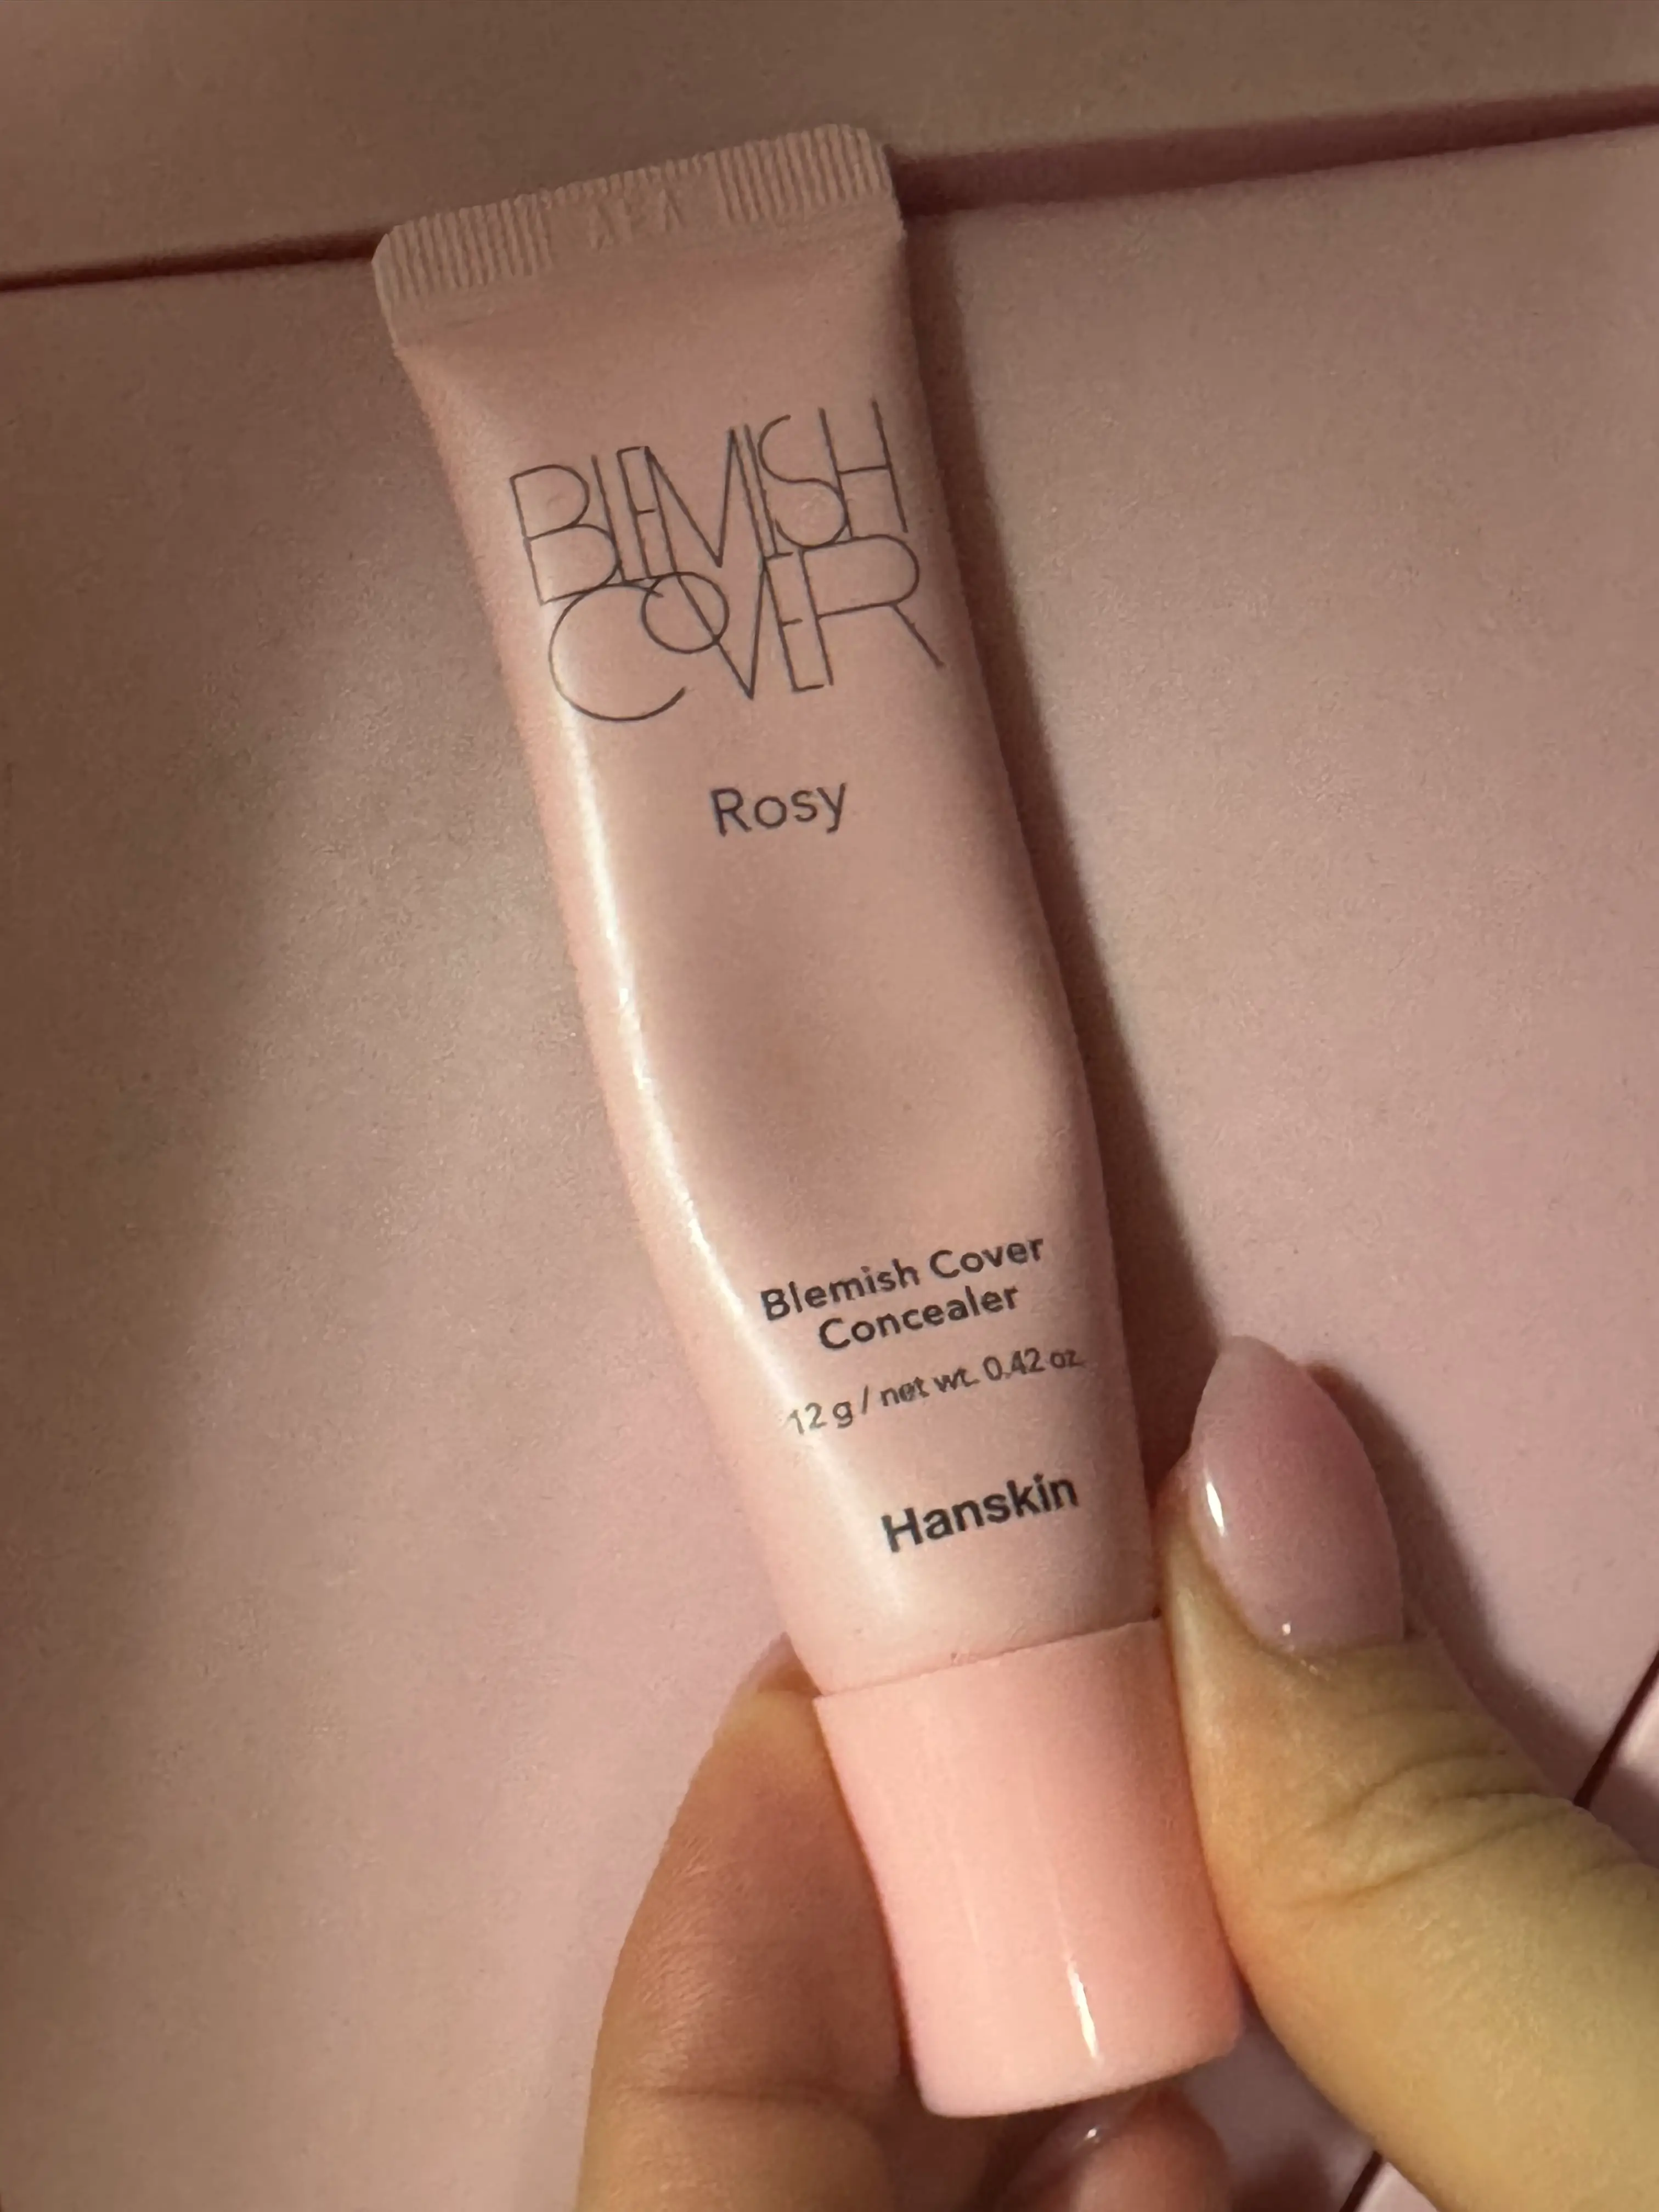 BLEMISH
COVER
Rosy
Blemish Cover
Concealer
12 g / net wt. 0.42 oz.
Hanskin